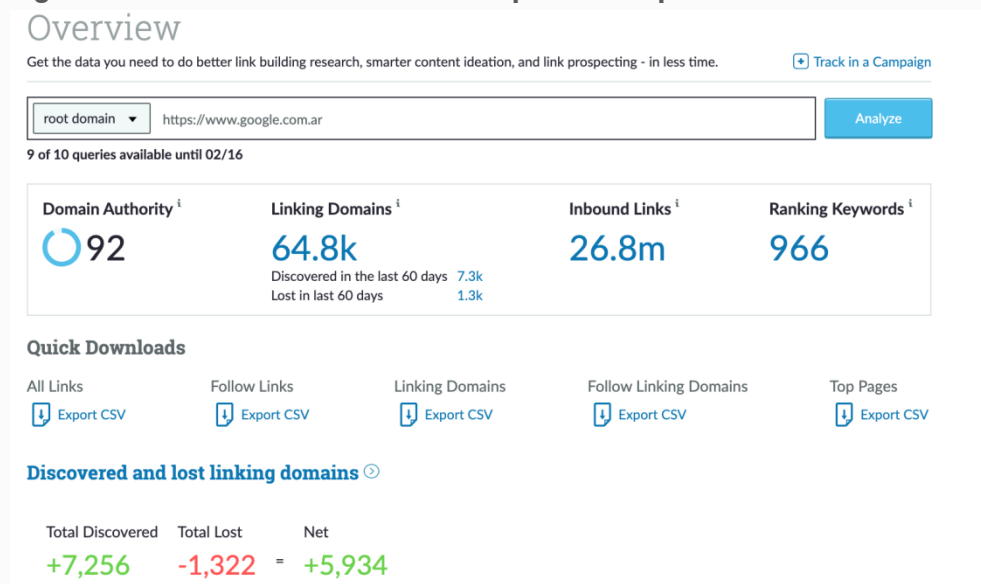 Overview
Get the data you need to do better link building research, smarter content ideation, and link prospecting - in less time.
Track in a Campaign
root domain
https://www.google.com.ar
Analyze
9 of 10 queries available until 02/16
Domain Authority i
Linking Domains i
Inbound Links i
Ranking Keywords i
92
64.8k
26.8m
966
Discovered in the last 60 days 7.3k
Lost in last 60 days 1.3k
Quick Downloads
All Links
Follow Links
Linking Domains
Follow Linking Domains
Top Pages
Export CSV
Export CSV
Export CSV
Export CSV
Export CSV
Discovered and lost linking domains
Total Discovered
Total Lost
Net
+7,256
-1,322
=
+5,934